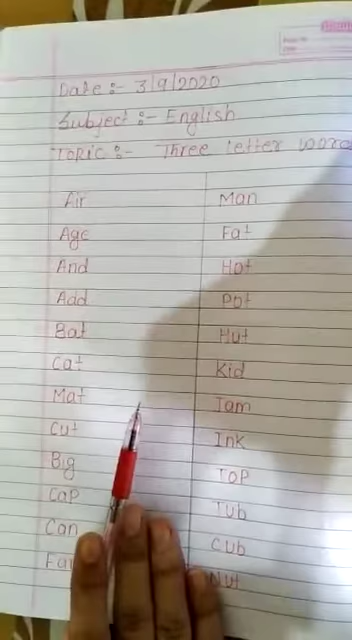 Date :- 3/9/2020
Subject :- English
Topic :- Three letter
Air
Age
And
Add
Bat
Cat
Mat
Cut
Big
Cap
Can
Man
Fat
Hot
Pot
Hut
Kid
Jam
Ink
Top
Tub
Cub
Nut